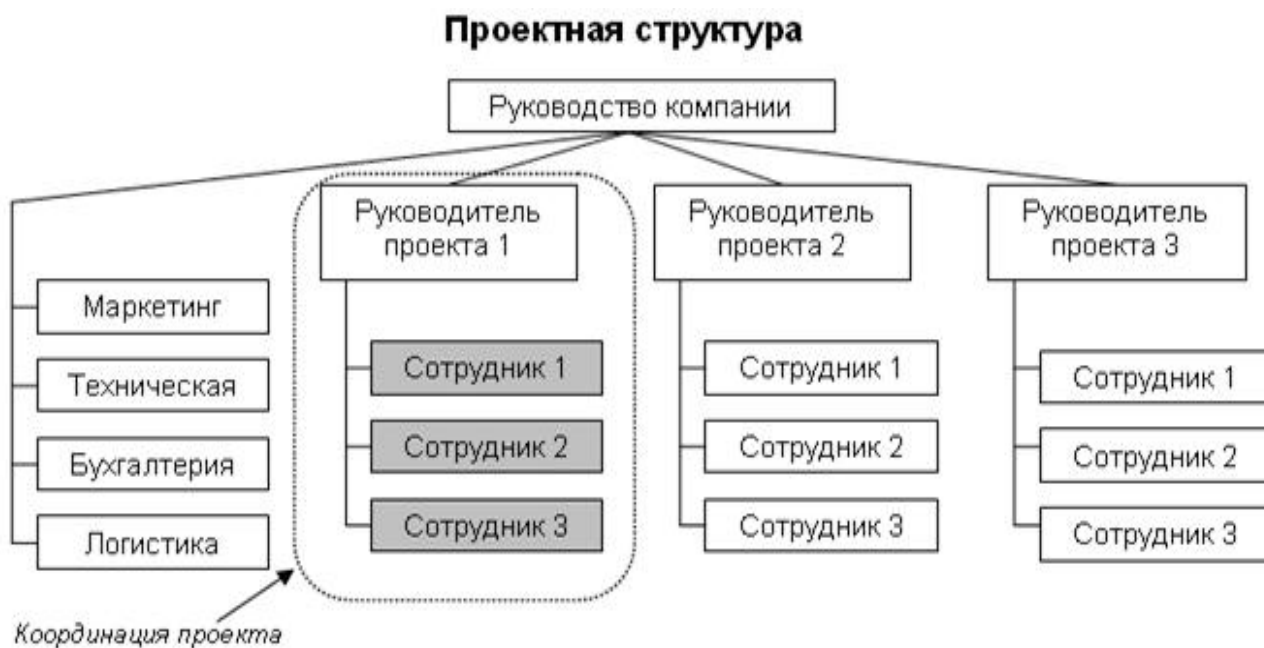 Проектная структура
Руководство компании
Руководитель
проекта 1
Руководитель
проекта 2
Руководитель
проекта 3
Маркетинг
Техническая
Бухгалтерия
Логистика
Сотрудник 1
Сотрудник 2
Сотрудник 3
Сотрудник 1
Сотрудник 2
Сотрудник 3
Сотрудник 1
Сотрудник 2
Сотрудник 3
Координация проекта